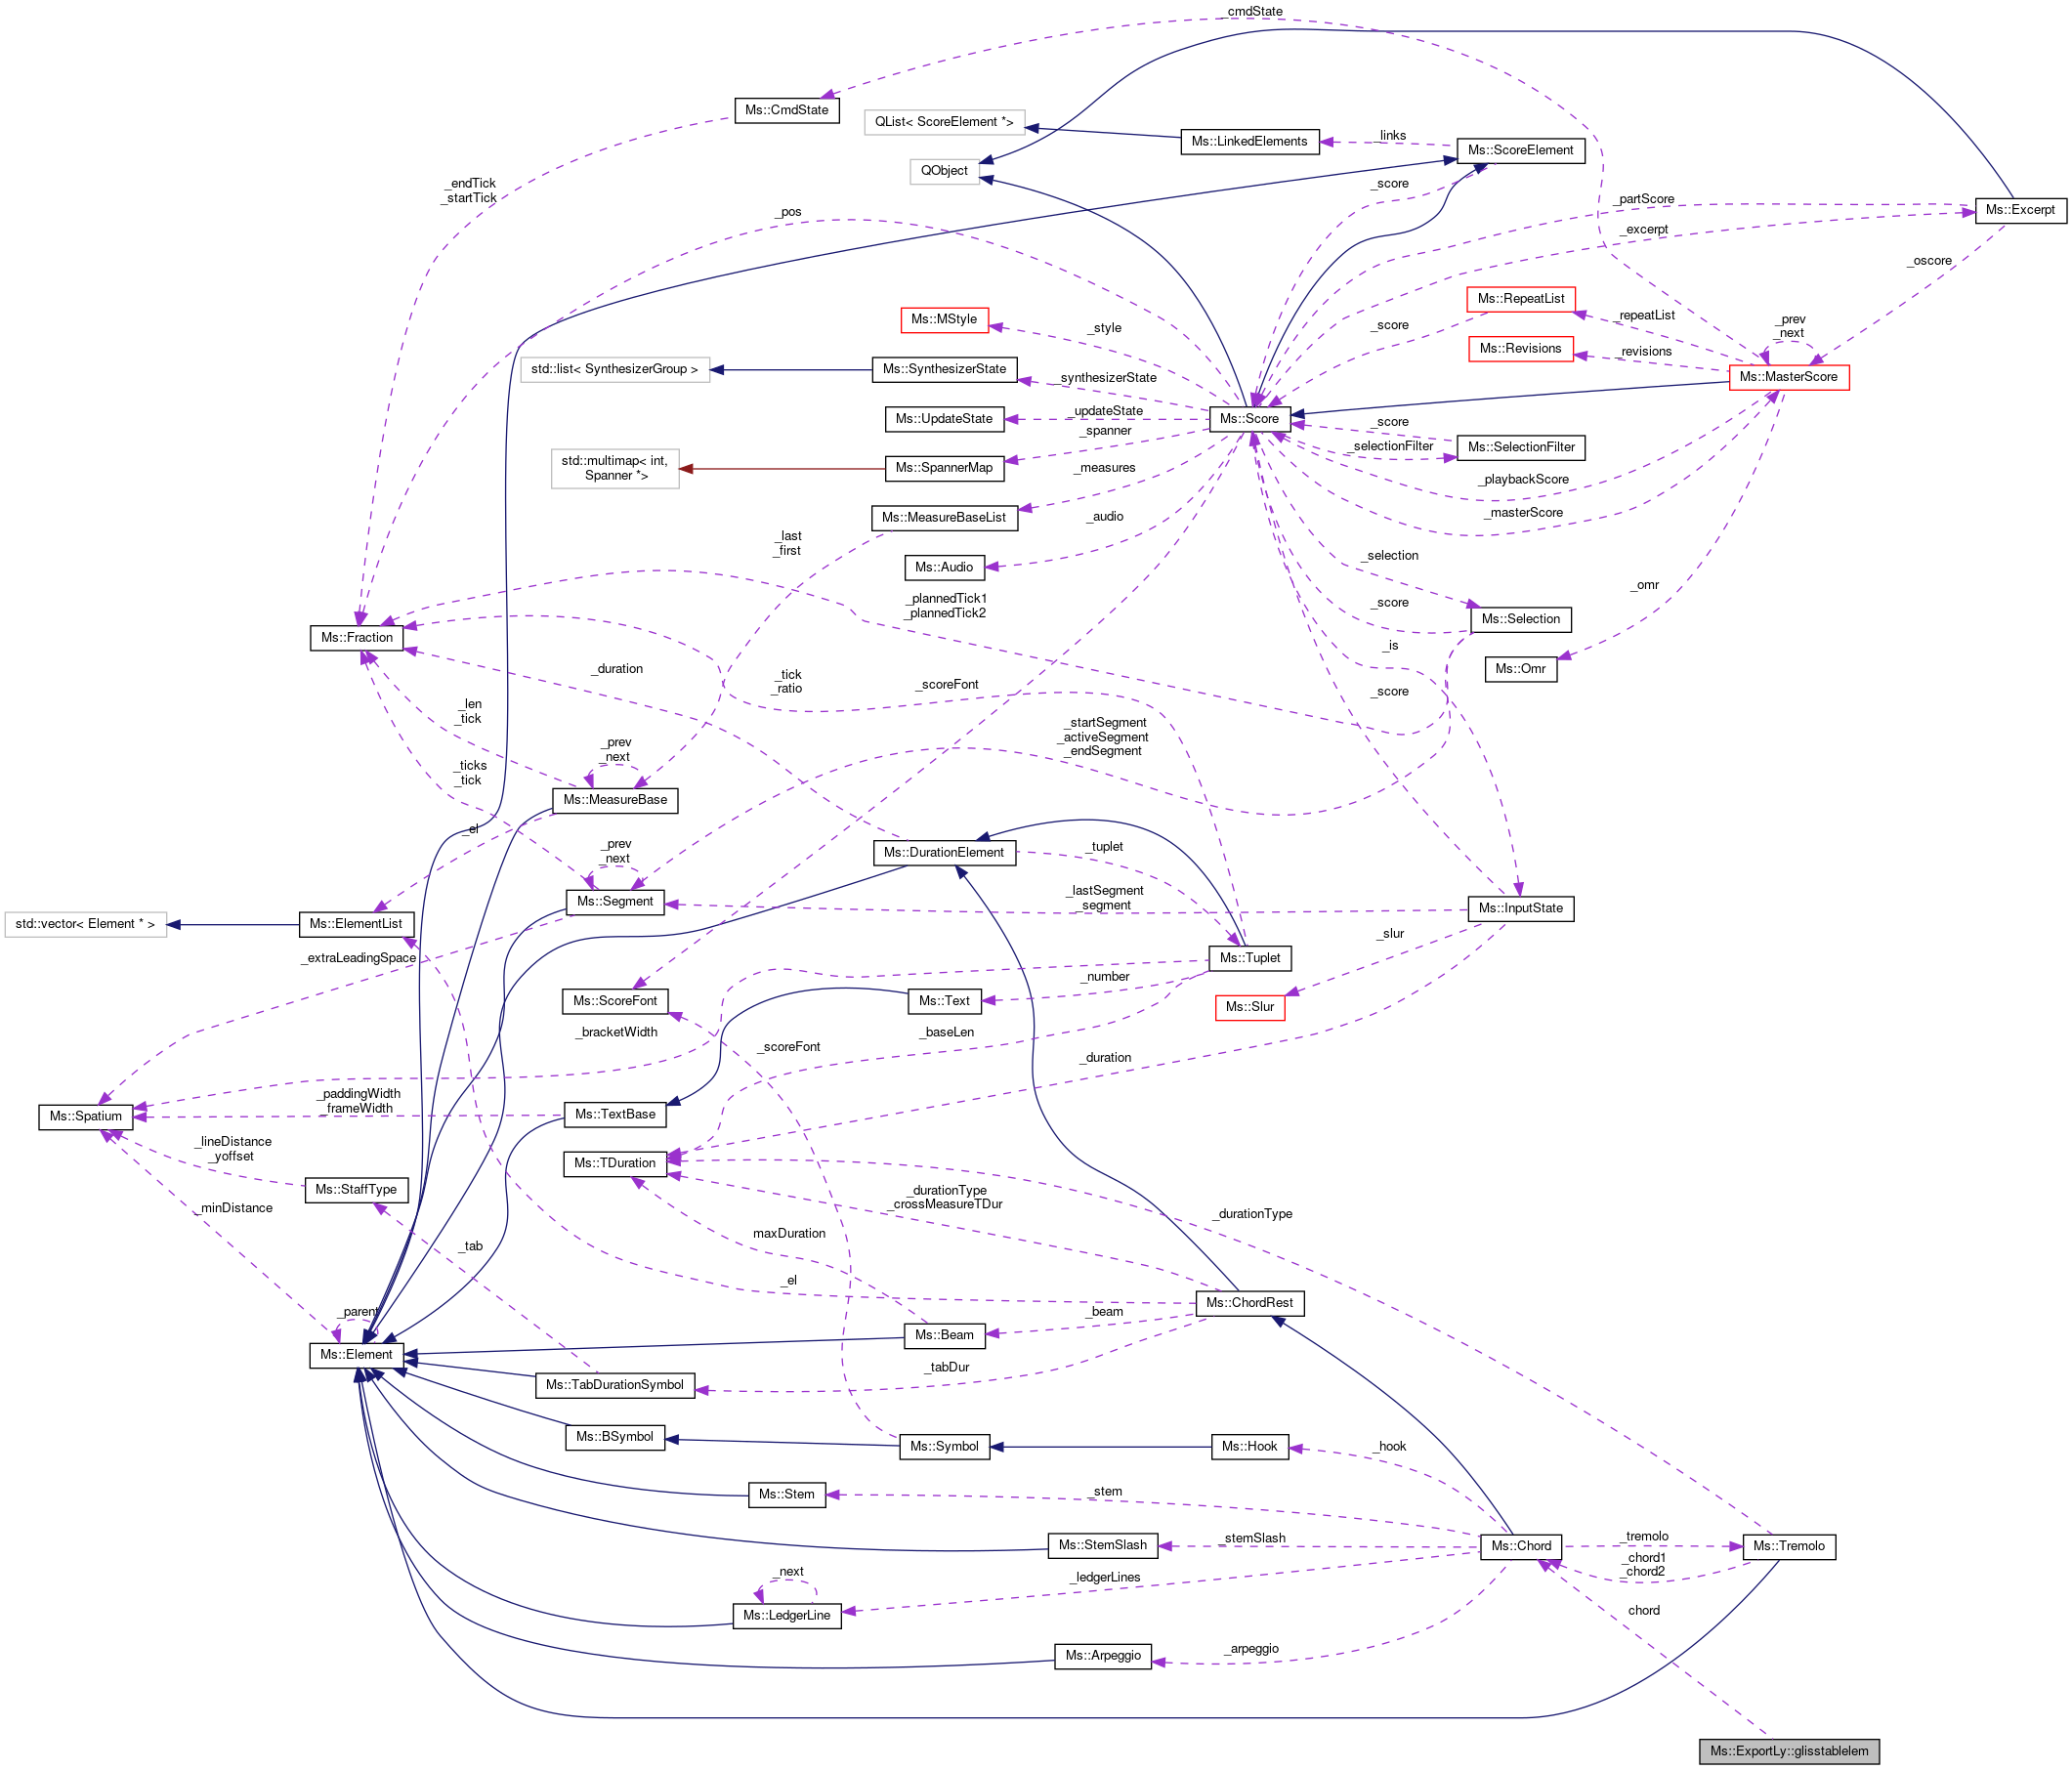 _cmdState
Ms::CmdState
QList< ScoreElement *>
Ms::LinkedElements
_links
Ms::ScoreElement
QObject
_endTick
_startTick
_pos
_score
_partScore
Ms::Excerpt
_excerpt
_oscore
Ms::MStyle
_style
Ms::RepeatList
_score
_repeatList
_prev
_next
Ms::Revisions
_revisions
std::list< SynthesizerGroup >
Ms::SynthesizerState
_synthesizerState
Ms::MasterScore
Ms::UpdateState
_updateState
Ms::Score
_score
_spanner
_selectionFilter
Ms::SelectionFilter
std::multimap< int,
Spanner *>
Ms::SpannerMap
_measures
_playbackScore
Ms::MeasureBaseList
_audio
_masterScore
_last
_first
Ms::Audio
_selection
_omr
_plannedTick1
_plannedTick2
_score
Ms::Selection
Ms::Fraction
_is
Ms::Omr
_duration
_tick
_ratio
_scoreFont
_score
_len
_tick
_startSegment
_activeSegment
_endSegment
_prev
_next
_ticks
_tick
Ms::MeasureBase
_el
_prev
_next
Ms::DurationElement
_tuplet
_lastSegment
_segment
Ms::Segment
Ms::InputState
std::vector< Element * >
Ms::ElementList
_slur
_extraLeadingSpace
Ms::Tuplet
_number
Ms::ScoreFont
Ms::Text
Ms::Slur
_bracketWidth
_baseLen
_scoreFont
_duration
_paddingWidth
_frameWidth
Ms::Spatium
Ms::TextBase
_lineDistance
_yoffset
Ms::TDuration
Ms::StaffType
_durationType
_crossMeasureTDur
_minDistance
_durationType
maxDuration
_tab
_el
Ms::ChordRest
_parent
_beam
Ms::Beam
Ms::Element
_tabDur
Ms::TabDurationSymbol
Ms::BSymbol
Ms::Symbol
Ms::Hook
_hook
Ms::Stem
_stem
Ms::StemSlash
_stemSlash
Ms::Chord
_tremolo
Ms::Tremolo
_chord1
_chord2
_next
_ledgerLines
Ms::LedgerLine
chord
Ms::Arpeggio
_arpeggio
Ms::ExportLy::glisstablelem